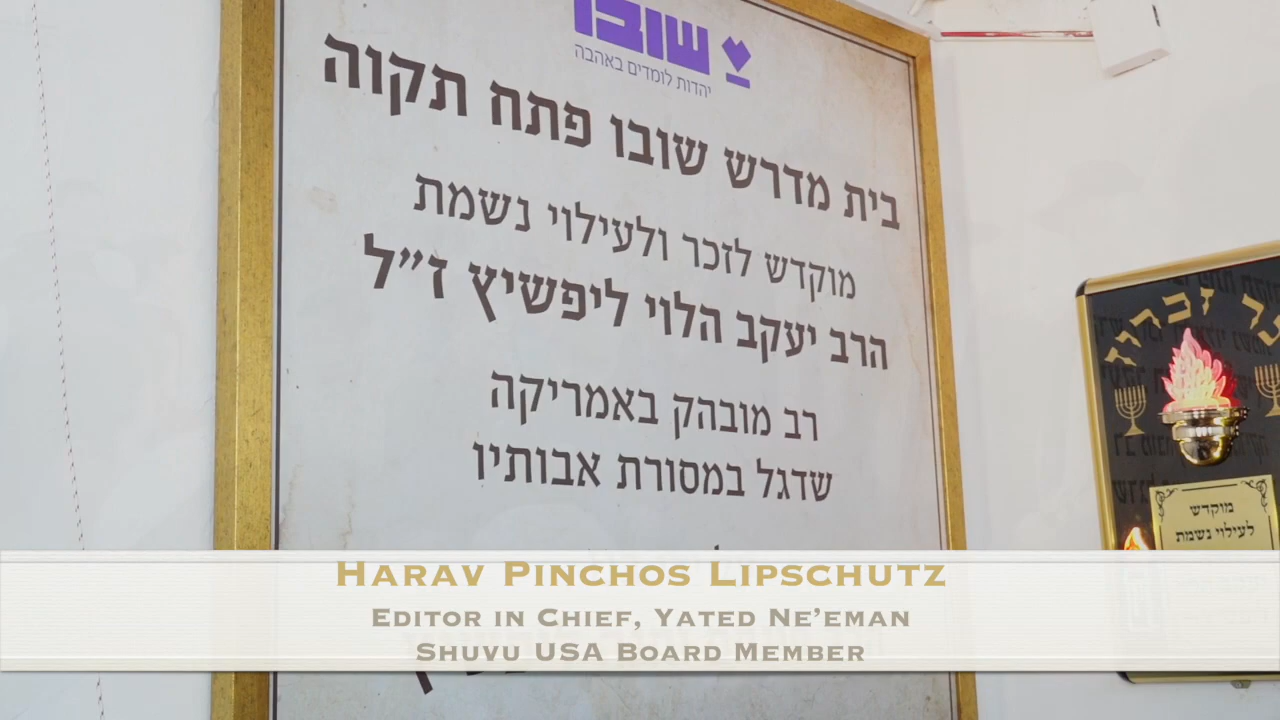 שובו
יהדות לומדים באהבה
בית מדרש שובו פתח תקוה
מוקדש לזכר ולעילוי נשמת
הרב יעקב הלוי ליפשיץ ז״ל
רב מובהק באמריקה
שדגל במסורת אבותיו
נר זכרון
מוקדש
לעילוי נשמת
Harav Pinchos Lipschutz
Editor in Chief, Yated Ne’eman
Shuvu USA Board Member